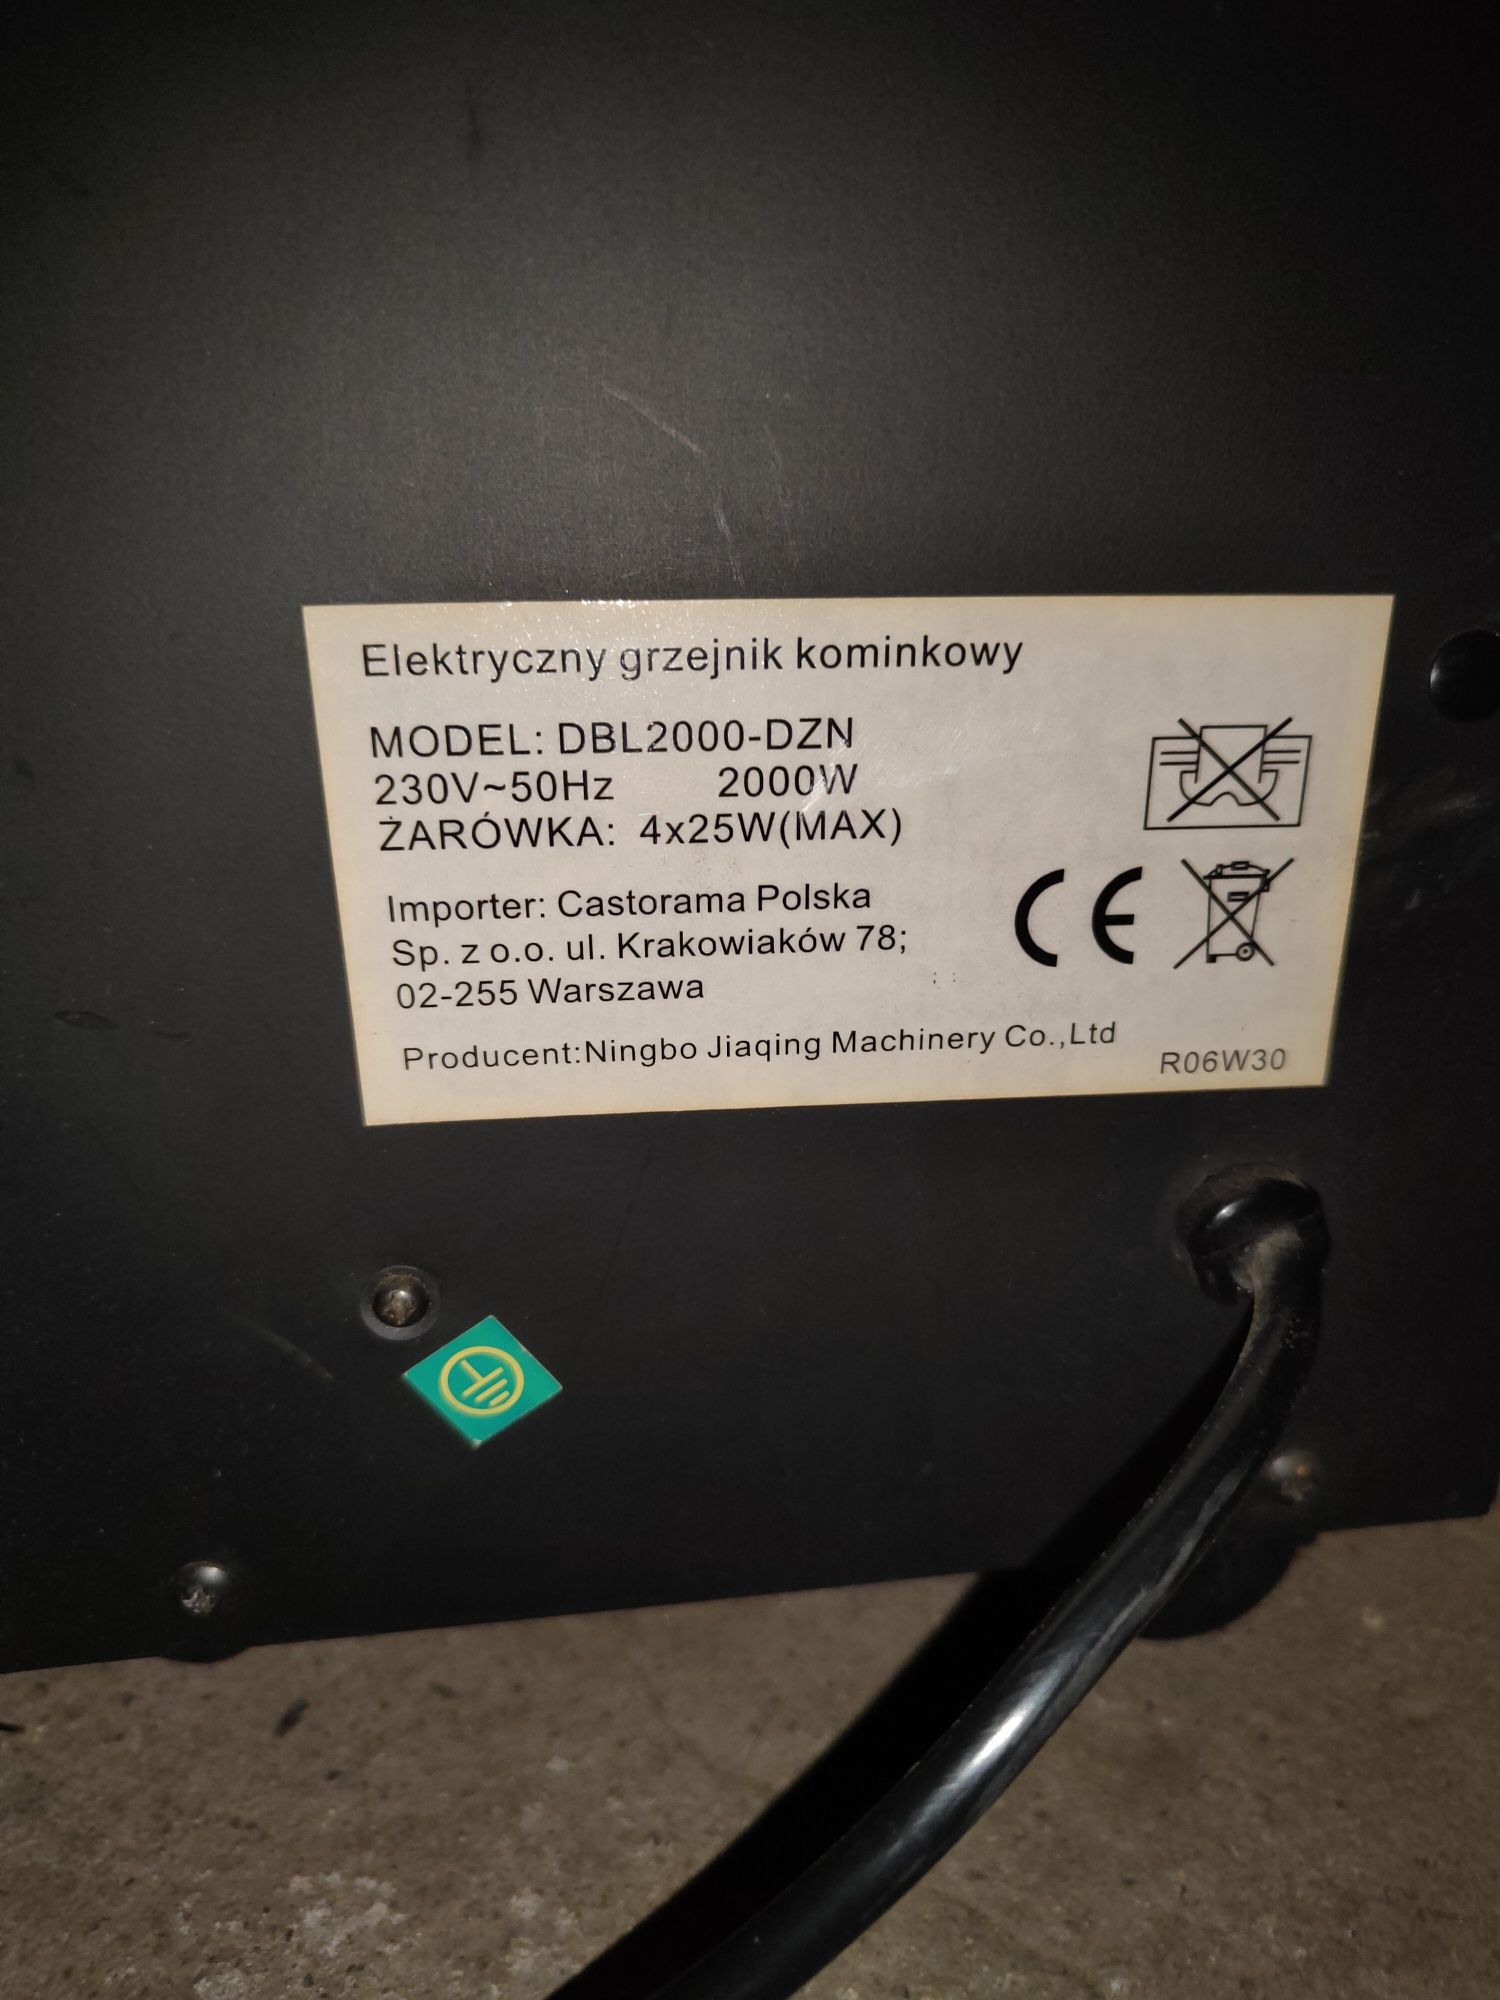 Elektryczny grzejnik kominkowy
MODEL: DBL2000-DZN
230V~50Hz 2000W
ŻARÓWKA: 4x25W(MAX)
Importer: Castorama Polska
Sp. z o.o. ul. Krakowiaków 78;
02-255 Warszawa
CE
Producent:Ningbo Jiaqing Machinery Co.,Ltd
R06W30